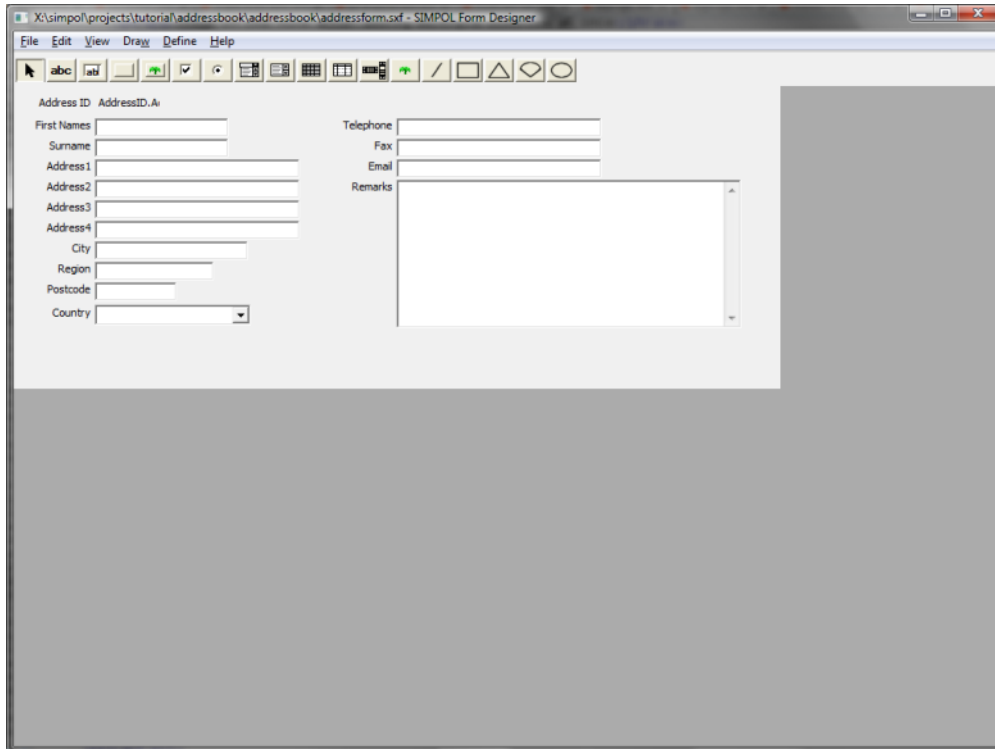 X:\simpol\projects\tutorial\addressbook\addressbook\addressform.sxf - SIMPOL Form Designer
File Edit View Draw Define Help
abc ab
Address ID AddressID.A
First Names
Surname
Address1
Address2
Address3
Address4
City
Region
Postcode
Country
Telephone
Fax
Email
Remarks